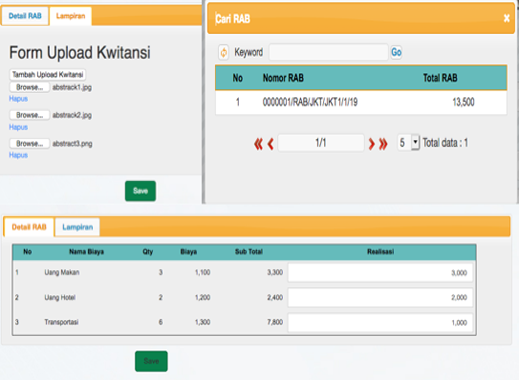 Detail RAB Lampiran
Form Upload Kwitansi
Tambah Upload Kwitansi
Browse... abstrack1.jpg
Hapus
Browse... abstrack2.jpg
Hapus
Browse... abstract3.png
Hapus
Save
Cari RAB x
Keyword Go
No Nomor RAB Total RAB
1 0000001/RAB/JKT/JKT1/1/19 13,500
1/1 5 Total data : 1
Detail RAB Lampiran
No Nama Biaya Qty Biaya Sub Total Realisasi
1 Uang Makan 3 1,100 3,300 3,000
2 Uang Hotel 2 1,200 2,400 2,000
3 Transportasi 6 1,300 7,800 1,000
Save